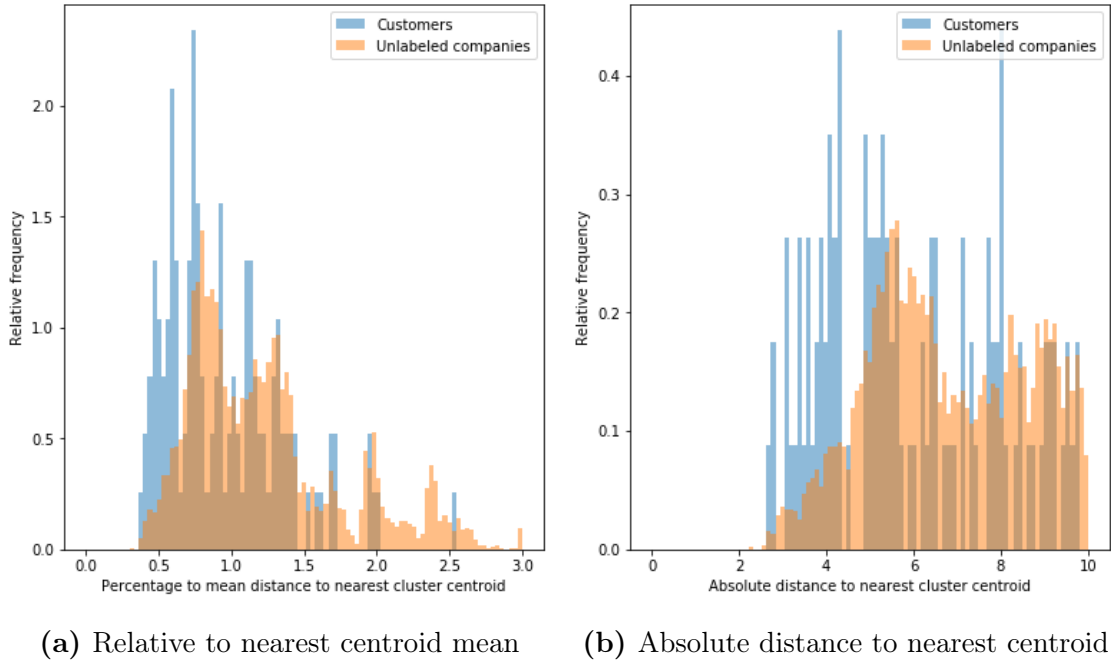 Customers
Unlabeled companies
2.0
1.5
1.0
0.5
0.0
Relative frequency
0.0 0.5 1.0 1.5 2.0 2.5 3.0
Percentage to mean distance to nearest cluster centroid
(a) Relative to nearest centroid mean
Customers
Unlabeled companies
0.4
0.3
0.2
0.1
0.0
Relative frequency
0 2 4 6 8 10
Absolute distance to nearest cluster centroid
(b) Absolute distance to nearest centroid